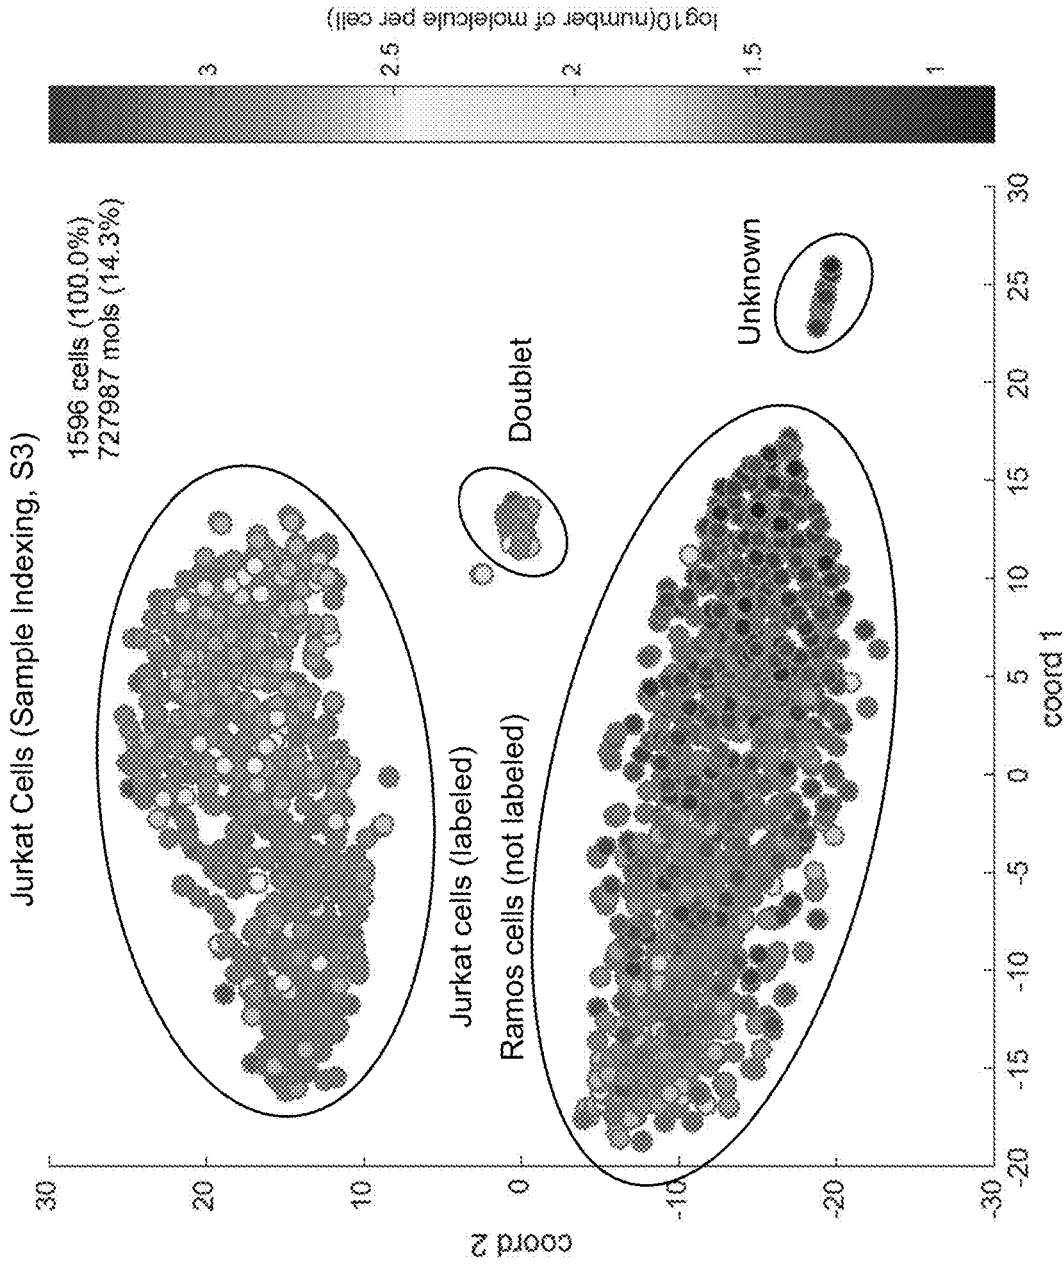 Jurkat Cells (Sample Indexing, S3)
1596 cells (100.0%)
727987 mols (14.3%)
30
20
10
0
-10
-20
-30
coord 2
Jurkat cells (labeled)
Ramos cells (not labeled)
Doublet
Unknown
-20
-15
-10
-5
0
5
10
15
20
25
30
coord 1
3
2.5
2
1.5
1
log10(number of molecule per cell)